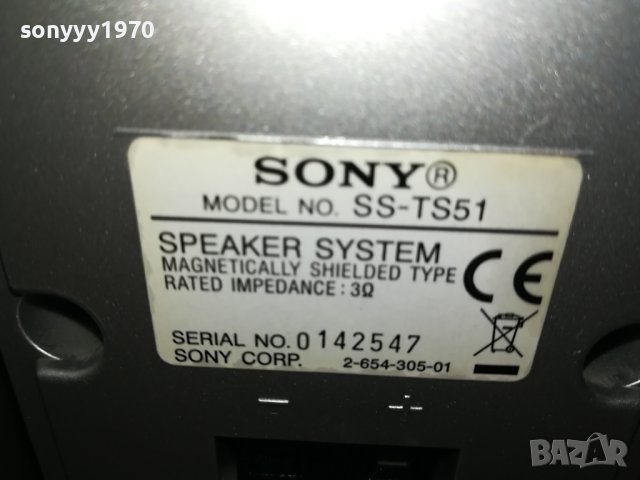 sonyyy1970
SONY®
MODEL NO. SS-TS51
SPEAKER SYSTEM
MAGNETICALLY SHIELDED TYPE
RATED IMPEDANCE : 3Ω
CE
SERIAL NO. 0142547
SONY CORP. 2-654-305-01
− +
BAZAR